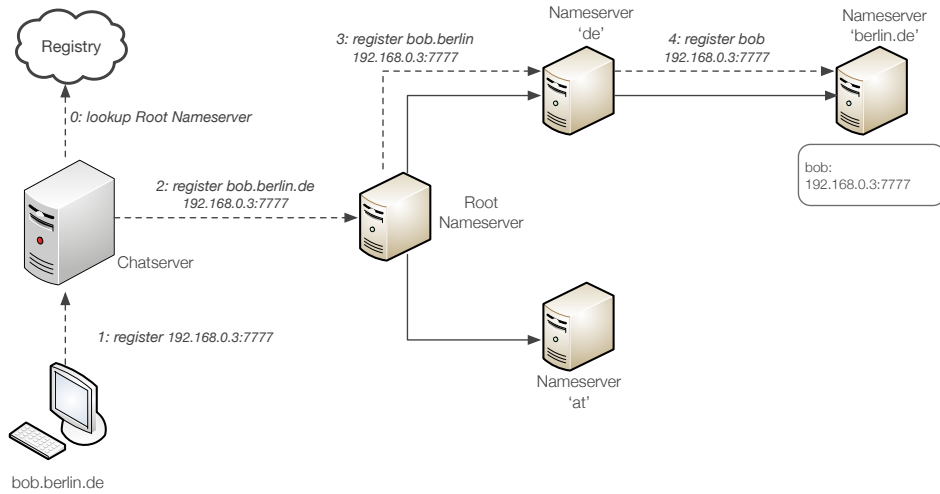 Nameserver
'de'
Nameserver
'berlin.de'
Registry
3: register bob.berlin
192.168.0.3:7777
4: register bob
192.168.0.3:7777
0: lookup Root Nameserver
2: register bob.berlin.de
192.168.0.3:7777
bob:
192.168.0.3:7777
Root
Nameserver
Chatserver
1: register 192.168.0.3:7777
Nameserver
'at'
bob.berlin.de